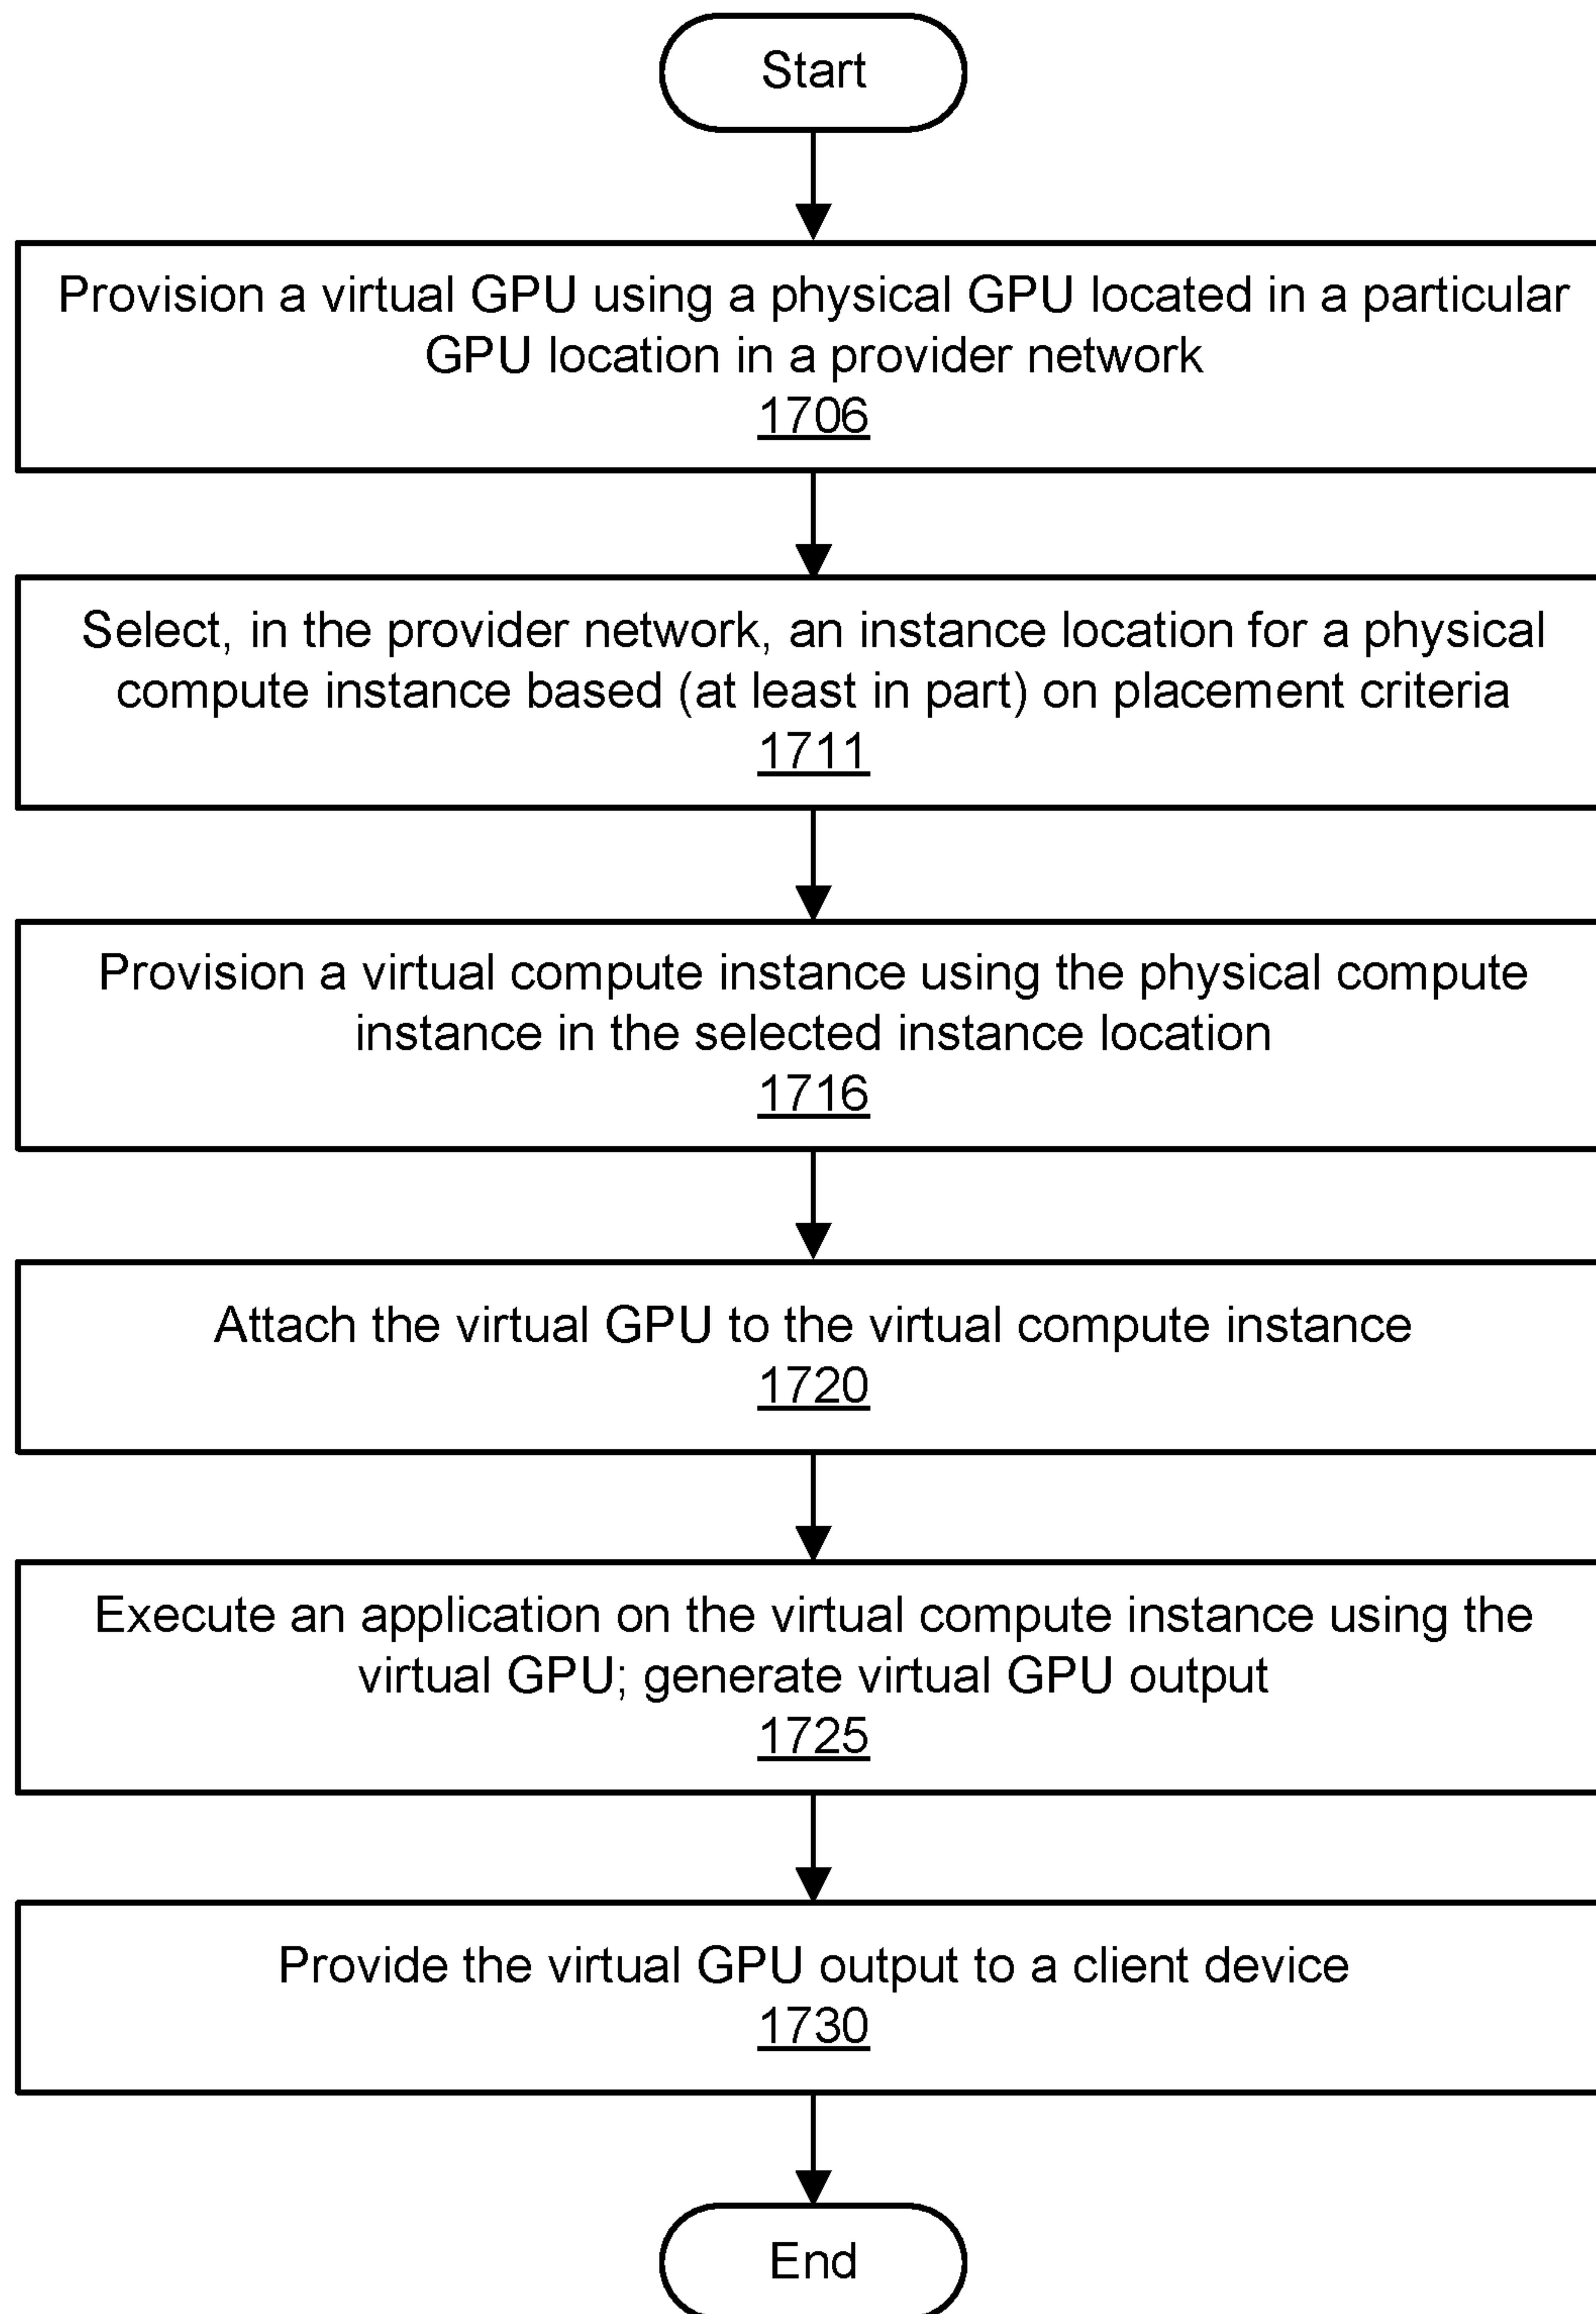 Start
Provision a virtual GPU using a physical GPU located in a particular
GPU location in a provider network
1706
Select, in the provider network, an instance location for a physical
compute instance based (at least in part) on placement criteria
1711
Provision a virtual compute instance using the physical compute
instance in the selected instance location
1716
Attach the virtual GPU to the virtual compute instance
1720
Execute an application on the virtual compute instance using the
virtual GPU; generate virtual GPU output
1725
Provide the virtual GPU output to a client device
1730
End